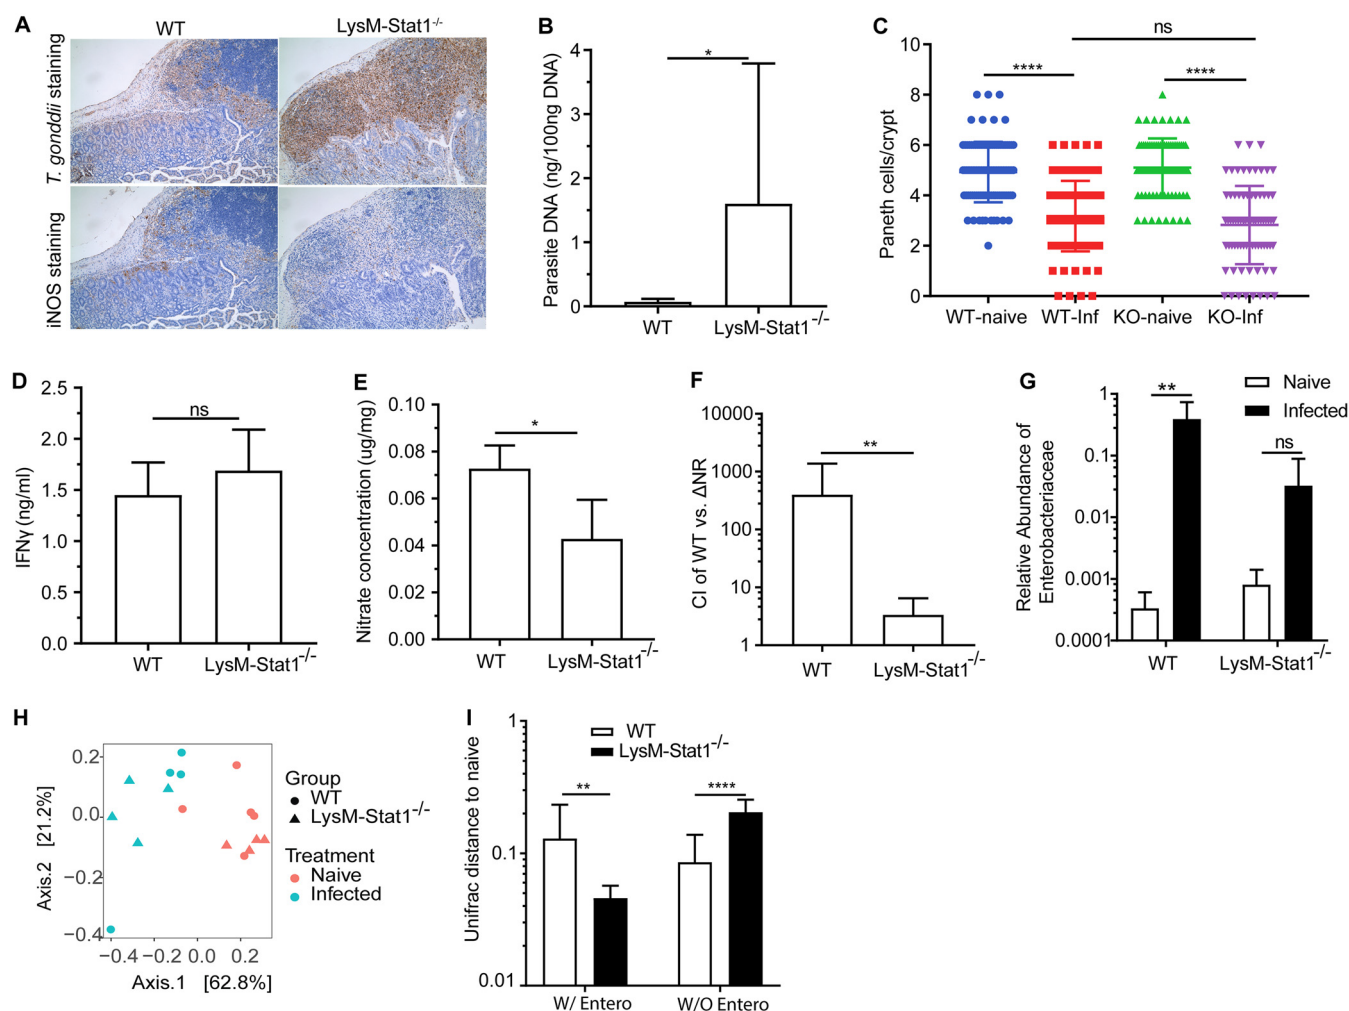 A
WT
LysM-Stat1-/-
T. gonddii staining
iNOS staining
B
*
Parasite DNA (ng/100ng DNA)
4
3
2
1
0
WT
LysM-Stat1-/-
C
ns
****
****
Paneth cells/crypt
10
8
6
4
2
0
WT-naive
WT-Inf
KO-naive
KO-Inf
D
ns
IFNγ (ng/ml)
2.5
2.0
1.5
1.0
0.5
0.0
WT
LysM-Stat1-/-
E
*
Nitrate concentration (ug/mg)
0.10
0.08
0.06
0.04
0.02
0.00
WT
LysM-Stat1-/-
F
**
CI of WT vs. ΔNR
10000
1000
100
10
1
WT
LysM-Stat1-/-
G
Naive
Infected
**
ns
Relative Abundance of
Enterobacteriaceae
1
0.1
0.01
0.001
0.0001
WT
LysM-Stat1-/-
H
Axis.2 [21.2%]
0.2
0.0
−0.2
−0.4
−0.4 −0.2 0.0 0.2
Axis.1 [62.8%]
Group
WT
LysM-Stat1-/-
Treatment
Naive
Infected
I
WT
LysM-Stat1-/-
**
****
Unifrac distance to naive
1
0.1
0.01
W/ Entero
W/O Entero